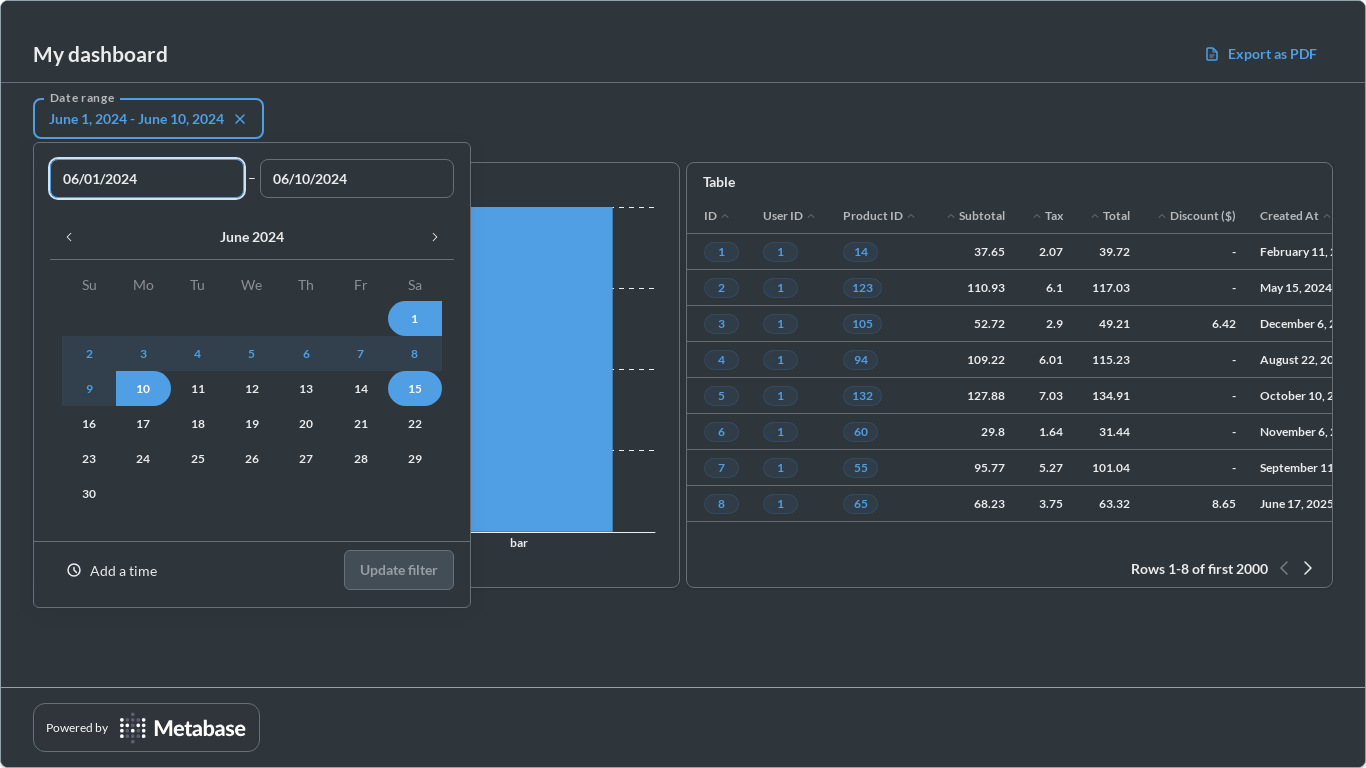 My dashboard
Export as PDF
Date range
June 1, 2024 - June 10, 2024
06/01/2024 – 06/10/2024
June 2024
Su Mo Tu We Th Fr Sa
1
2 3 4 5 6 7 8
9 10 11 12 13 14 15
16 17 18 19 20 21 22
23 24 25 26 27 28 29
30
Add a time
Update filter
bar
Table
ID User ID Product ID Subtotal Tax Total Discount ($) Created At
1 1 14 37.65 2.07 39.72 - February 11,
2 1 123 110.93 6.1 117.03 - May 15, 2024
3 1 105 52.72 2.9 49.21 6.42 December 6,
4 1 94 109.22 6.01 115.23 - August 22, 20
5 1 132 127.88 7.03 134.91 - October 10, 2
6 1 60 29.8 1.64 31.44 - November 6,
7 1 55 95.77 5.27 101.04 - September 11
8 1 65 68.23 3.75 63.32 8.65 June 17, 2025
Rows 1-8 of first 2000
Powered by Metabase